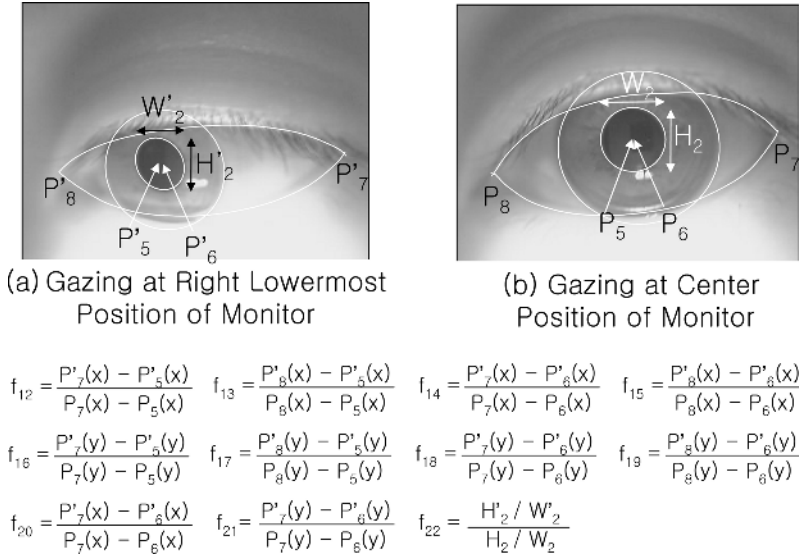 W'₂
H'₂
P'₈
P'₇
P'₅
P'₆
W₂
H₂
P₇
P₈
P₅
P₆
(a) Gazing at Right Lowermost
Position of Monitor
(b) Gazing at Center
Position of Monitor
f₁₂ = P'₇(x) − P'₅(x) / P₇(x) − P₅(x)
f₁₃ = P'₈(x) − P'₅(x) / P₈(x) − P₅(x)
f₁₄ = P'₇(x) − P'₆(x) / P₇(x) − P₆(x)
f₁₅ = P'₈(x) − P'₆(x) / P₈(x) − P₆(x)
f₁₆ = P'₇(y) − P'₅(y) / P₇(y) − P₅(y)
f₁₇ = P'₈(y) − P'₅(y) / P₈(y) − P₅(y)
f₁₈ = P'₇(y) − P'₆(y) / P₇(y) − P₆(y)
f₁₉ = P'₈(y) − P'₆(y) / P₈(y) − P₆(y)
f₂₀ = P'₇(x) − P'₆(x) / P₇(x) − P₆(x)
f₂₁ = P'₇(y) − P'₆(y) / P₇(y) − P₆(y)
f₂₂ = H'₂ / W'₂ / H₂ / W₂